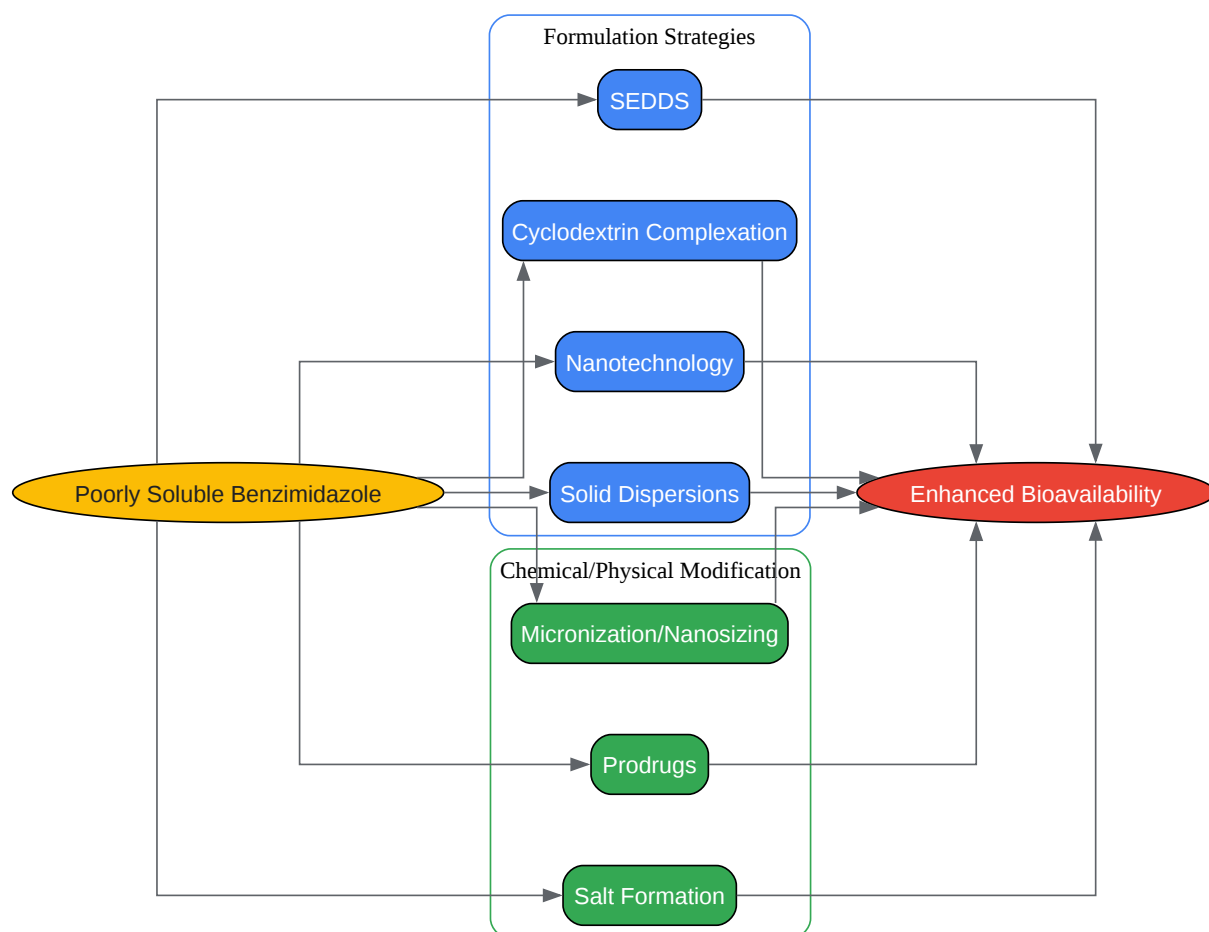 Formulation Strategies
SEDDS
Cyclodextrin Complexation
Nanotechnology
Poorly Soluble Benzimidazole
Solid Dispersions
Enhanced Bioavailability
Chemical/Physical Modification
Micronization/Nanosizing
Prodrugs
Salt Formation